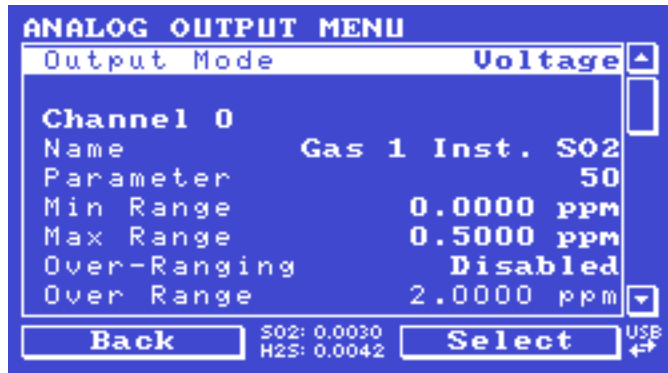 ANALOG OUTPUT MENU
Output Mode Voltage
Channel 0
Name Gas 1 Inst. SO2
Parameter 50
Min Range 0.0000 ppm
Max Range 0.5000 ppm
Over-Ranging Disabled
Over Range 2.0000 ppm
Back SO2: 0.0030 Select USB
H2S: 0.0042